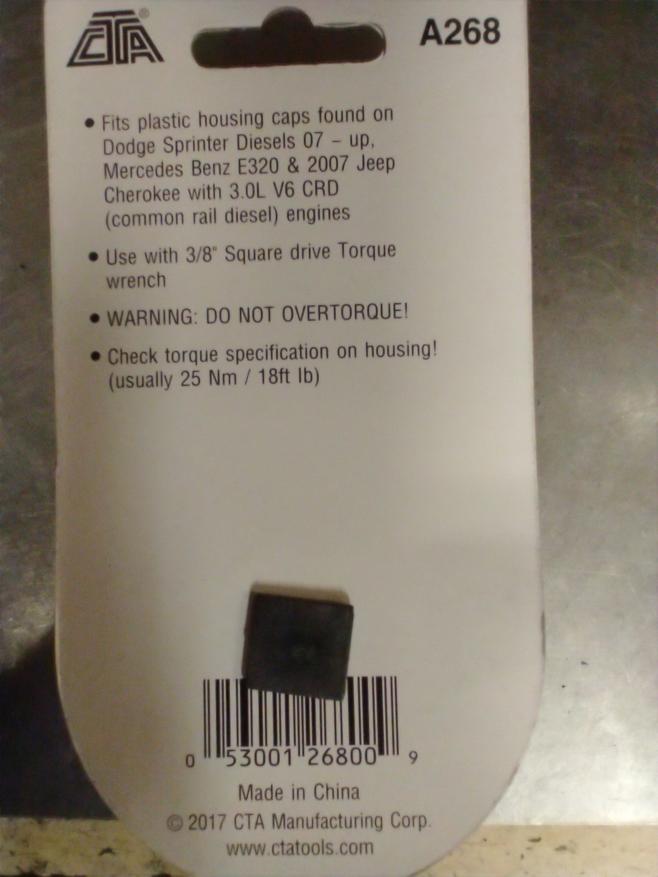 CTA®
A268
• Fits plastic housing caps found on
Dodge Sprinter Diesels 07 – up,
Mercedes Benz E320 & 2007 Jeep
Cherokee with 3.0L V6 CRD
(common rail diesel) engines
• Use with 3/8" Square drive Torque
wrench
• WARNING: DO NOT OVERTORQUE!
• Check torque specification on housing!
(usually 25 Nm / 18ft lb)
0 53001 26800 9
Made in China
© 2017 CTA Manufacturing Corp.
www.ctatools.com